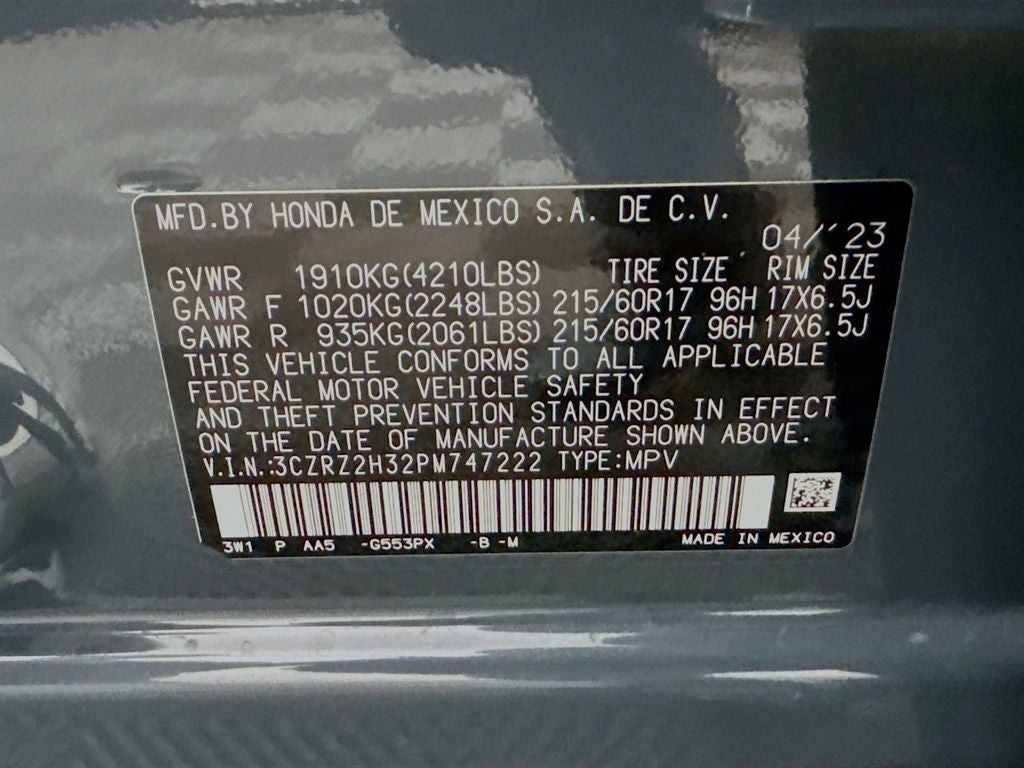 MFD.BY HONDA DE MEXICO S.A. DE C.V.
04/'23
GVWR 1910KG(4210LBS) TIRE SIZE RIM SIZE
GAWR F 1020KG(2248LBS) 215/60R17 96H 17X6.5J
GAWR R 935KG(2061LBS) 215/60R17 96H 17X6.5J
THIS VEHICLE CONFORMS TO ALL APPLICABLE
FEDERAL MOTOR VEHICLE SAFETY
AND THEFT PREVENTION STANDARDS IN EFFECT
ON THE DATE OF MANUFACTURE SHOWN ABOVE.
V.I.N.:3CZRZ2H32PM747222 TYPE:MPV
3W1 P AA5 -G553PX -B -M MADE IN MEXICO